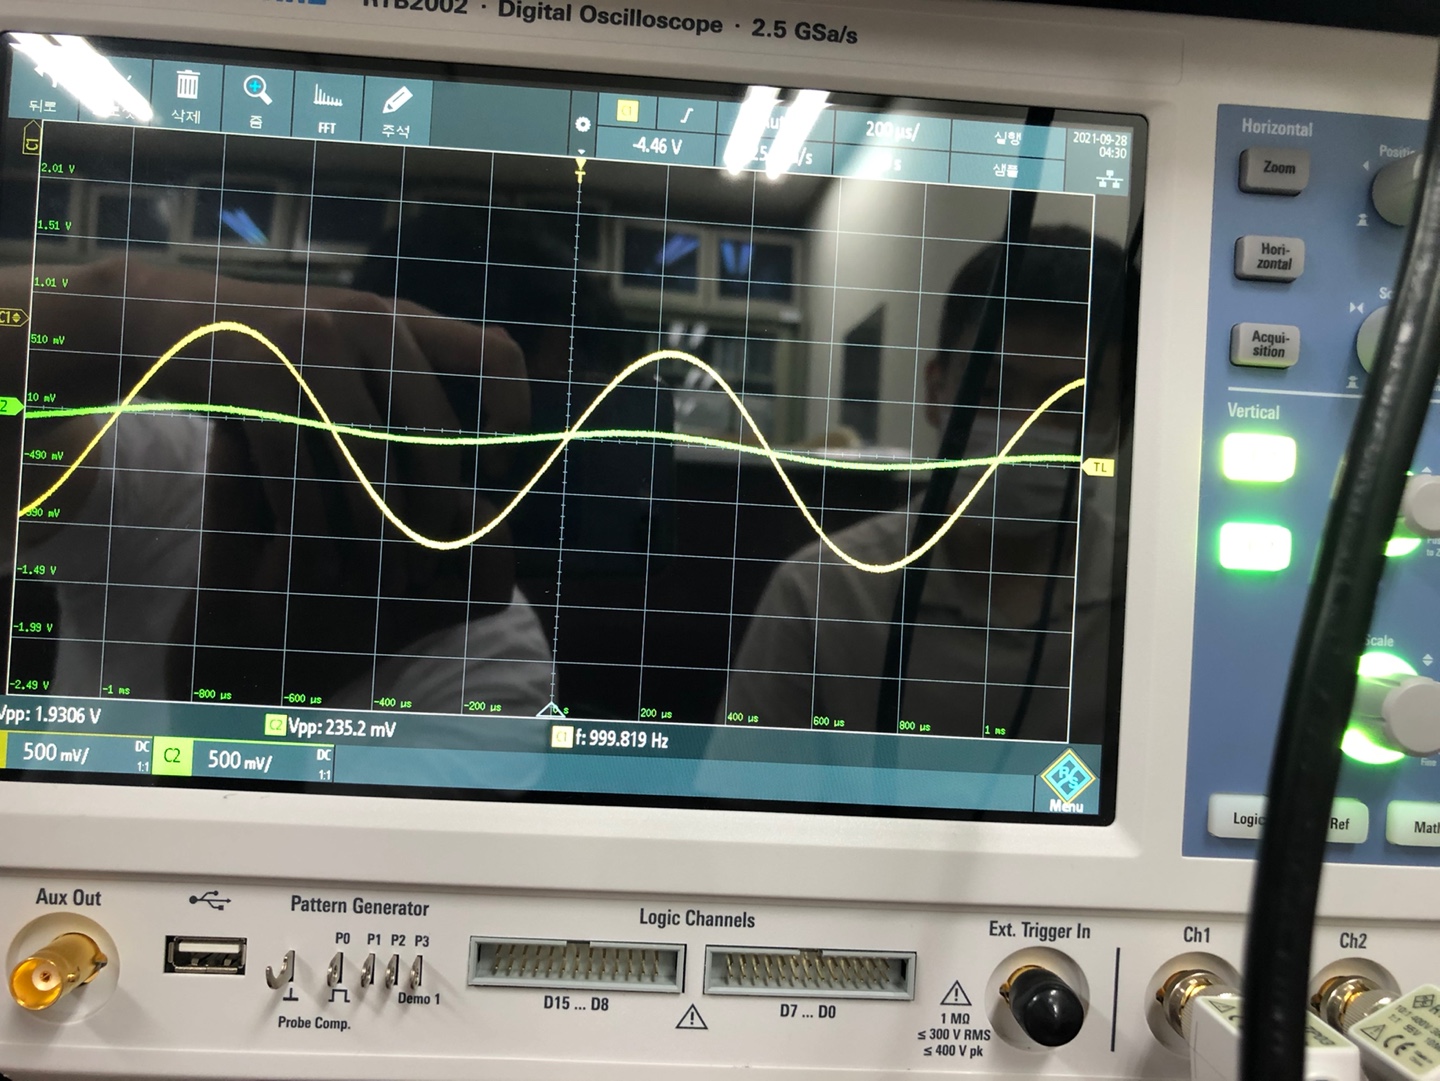 RTB2002 · Digital Oscilloscope · 2.5 GSa/s
뒤로
삭제
줌
FFT
주석
C1
-4.46 V
200 µs/
실행
샘플
2021-09-28
04:30
C1
T
2.01 V
1.51 V
1.01 V
C1
510 mV
10 mV
2
-490 mV
-990 mV
-1.49 V
-1.99 V
-2.49 V
TL
-1 ms
-800 µs
-600 µs
-400 µs
-200 µs
0 s
200 µs
400 µs
600 µs
800 µs
1 ms
Vpp: 1.9306 V
C2 Vpp: 235.2 mV
C1 f: 999.819 Hz
500 mV/
DC
1:1
C2
500 mV/
DC
1:1
R&S
Menu
Horizontal
Zoom
Hori-
zontal
Acqui-
sition
Vertical
Scale
Fine
Logic
Ref
Math
Aux Out
Pattern Generator
P0 P1 P2 P3
Demo 1
Probe Comp.
Logic Channels
D15 ... D8
D7 ... D0
Ext. Trigger In
1 MΩ
≤ 300 V RMS
≤ 400 V pk
Ch1
Ch2